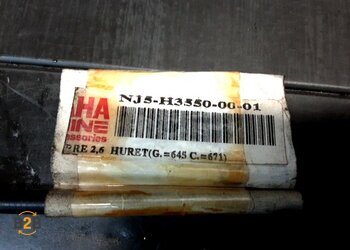 NJ5-H3550-00-01
HA
INE
essories
RE 2,6 HURET(G.=645 C.=671)
2